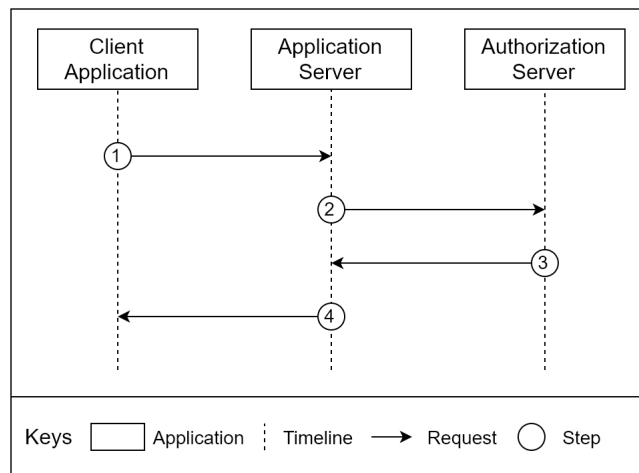 Client
Application
Application
Server
Authorization
Server
1
2
3
4
Keys Application Timeline Request Step